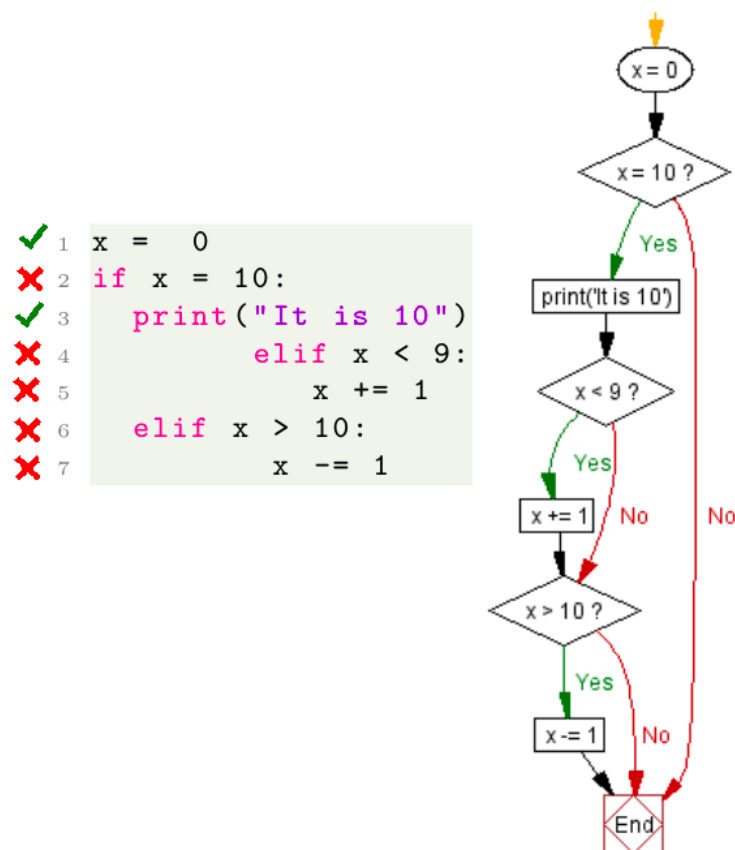 1 x = 0
2 if x = 10:
3 print("It is 10")
4 elif x < 9:
5 x += 1
6 elif x > 10:
7 x -= 1
x = 0
x = 10 ?
Yes
print('It is 10')
x < 9 ?
Yes
x += 1
No
No
x > 10 ?
Yes
x -= 1
No
End